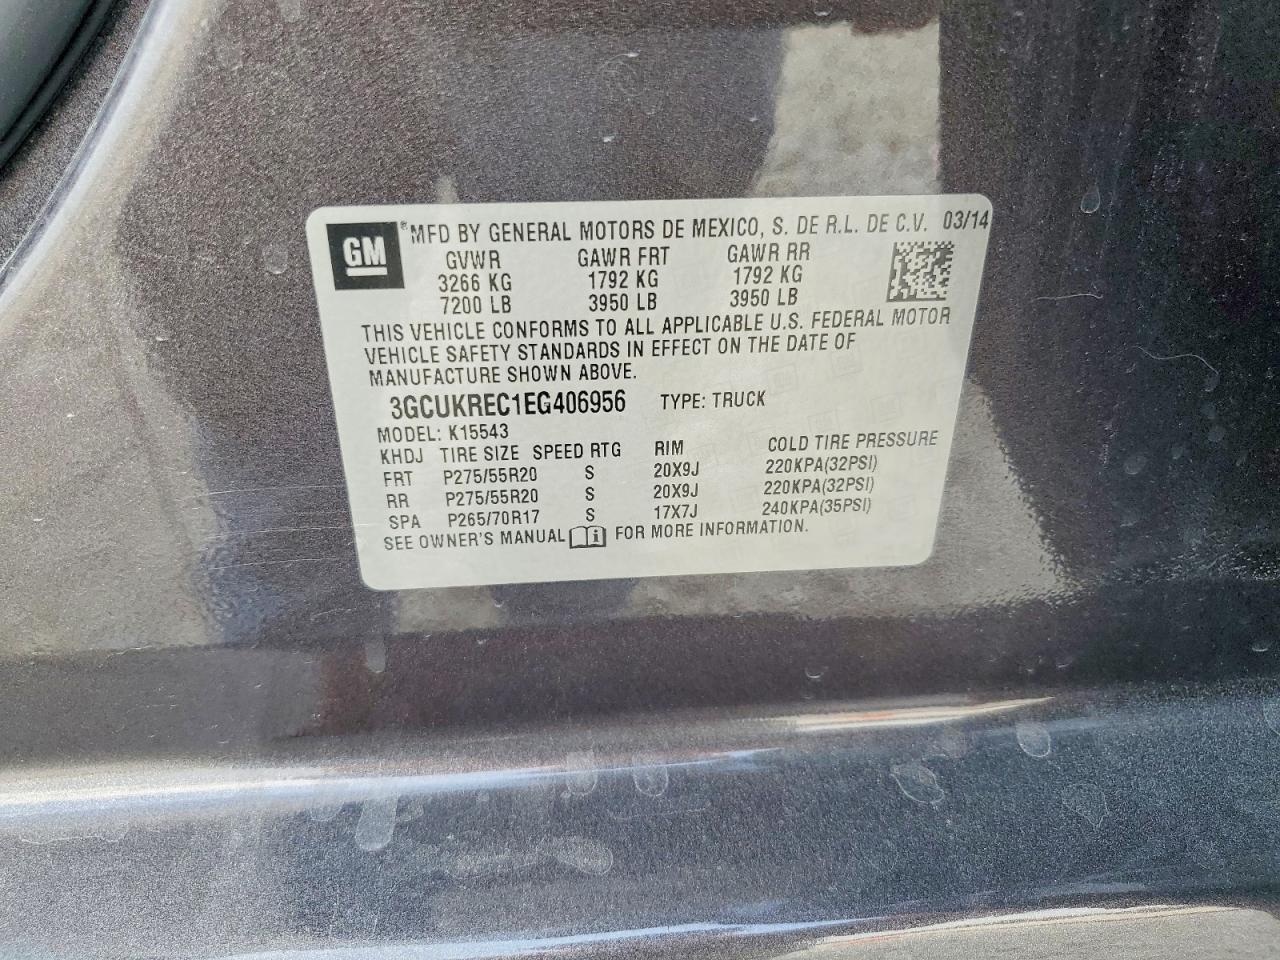 GM ® MFD BY GENERAL MOTORS DE MEXICO, S. DE R.L. DE C.V. 03/14
GVWR GAWR FRT GAWR RR
3266 KG 1792 KG 1792 KG
7200 LB 3950 LB 3950 LB
THIS VEHICLE CONFORMS TO ALL APPLICABLE U.S. FEDERAL MOTOR
VEHICLE SAFETY STANDARDS IN EFFECT ON THE DATE OF
MANUFACTURE SHOWN ABOVE.
3GCUKREC1EG406956 TYPE: TRUCK
MODEL: K15543
KHDJ TIRE SIZE SPEED RTG RIM COLD TIRE PRESSURE
FRT P275/55R20 S 20X9J 220KPA(32PSI)
RR P275/55R20 S 20X9J 220KPA(32PSI)
SPA P265/70R17 S 17X7J 240KPA(35PSI)
SEE OWNER'S MANUAL FOR MORE INFORMATION.